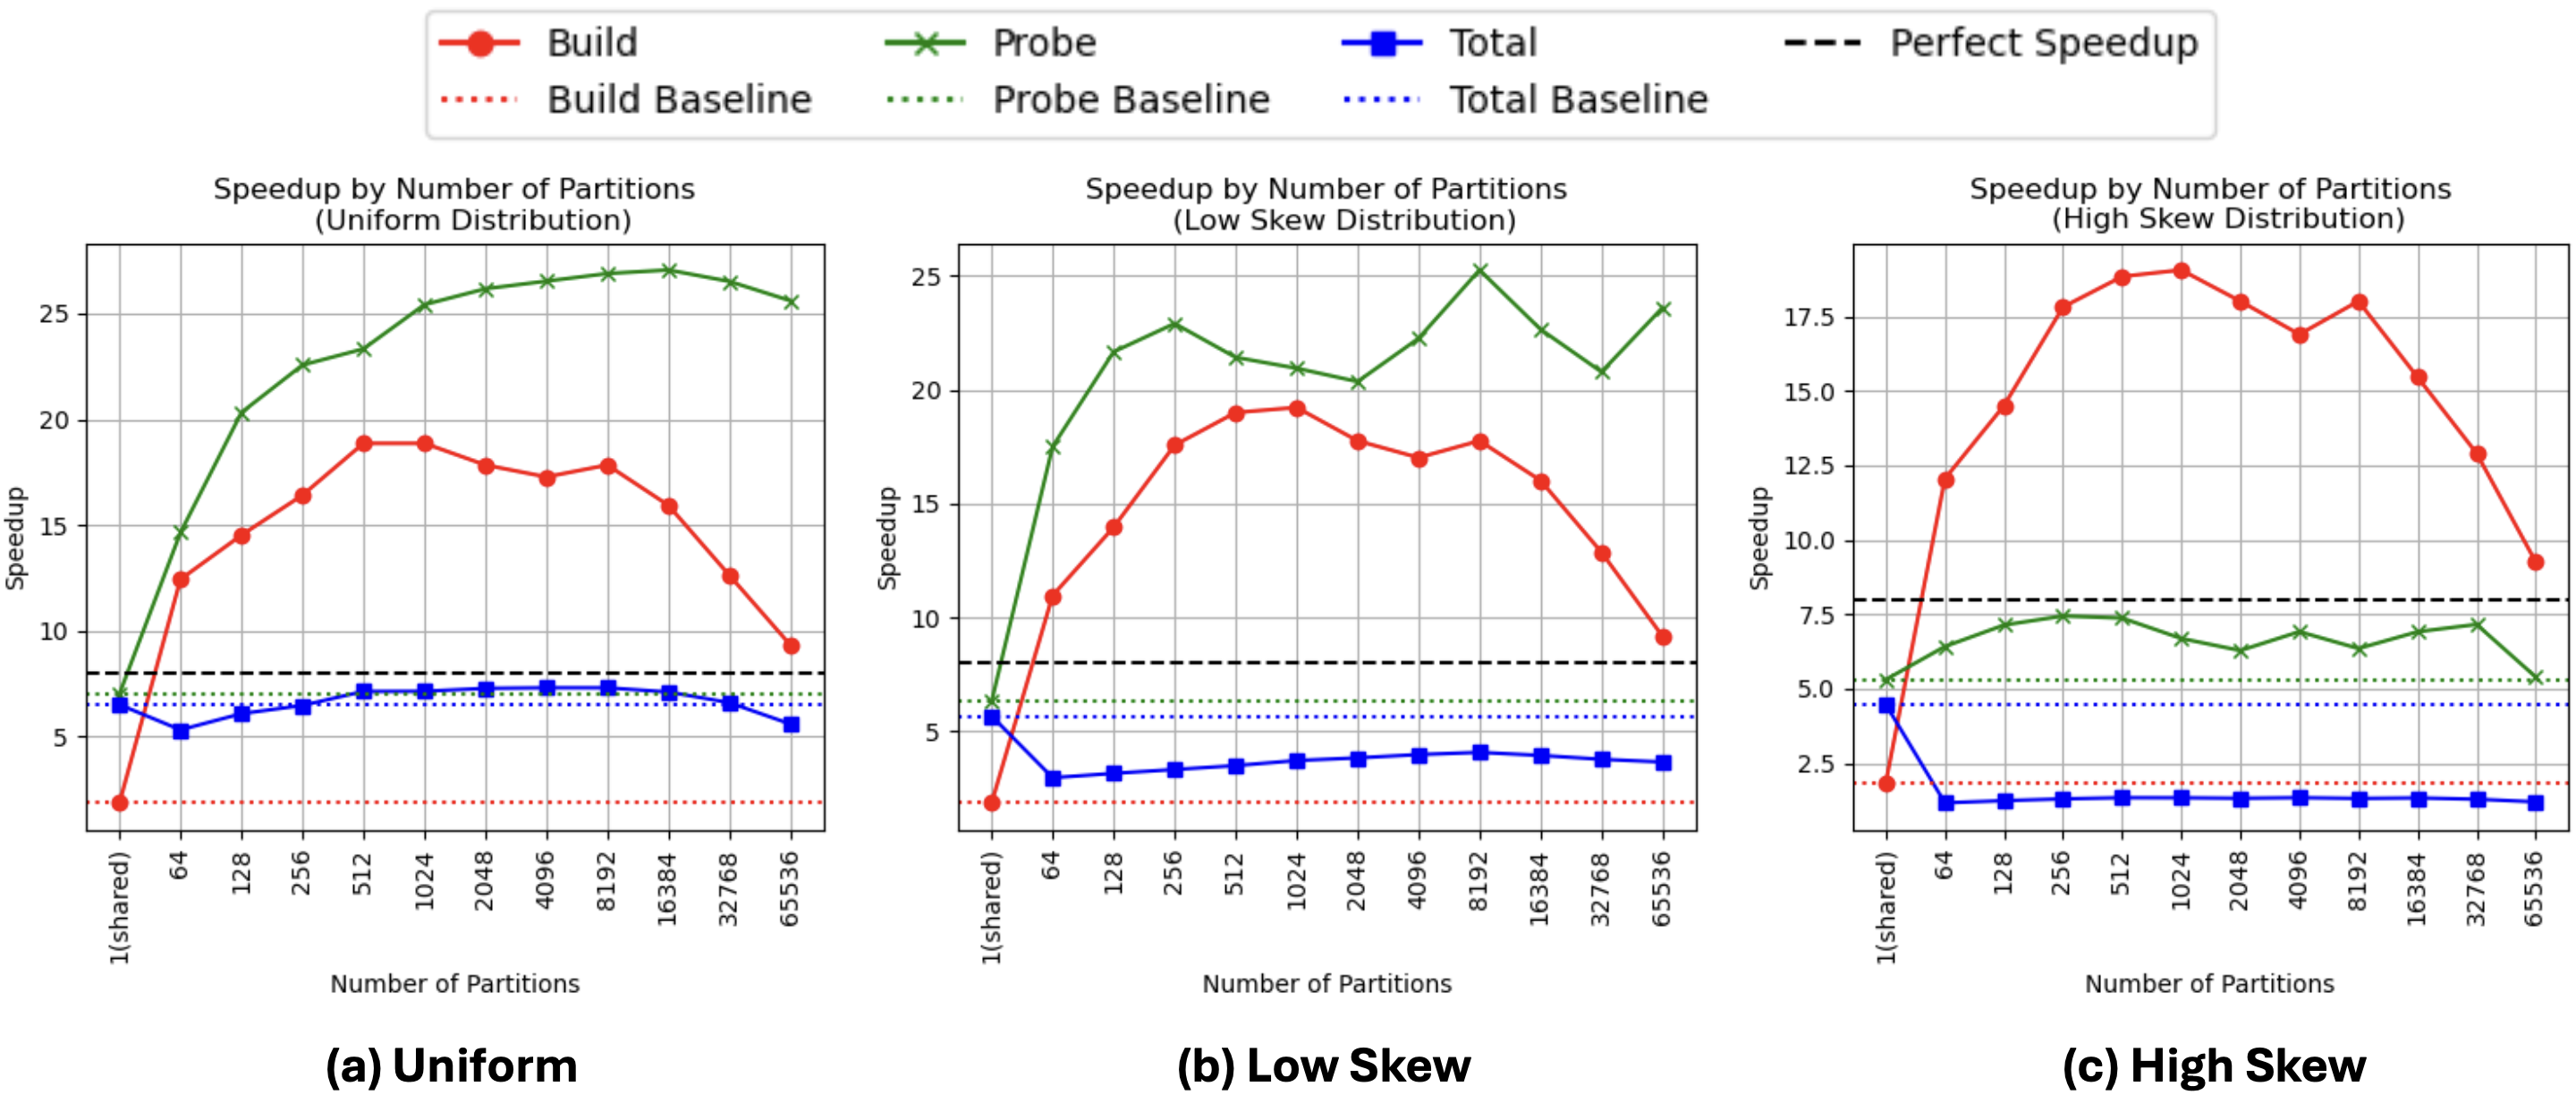 Build
Probe
Total
Perfect Speedup
Build Baseline
Probe Baseline
Total Baseline
Speedup by Number of Partitions
(Uniform Distribution)
Speedup
25
20
15
10
5
1(shared)
64
128
256
512
1024
2048
4096
8192
16384
32768
65536
Number of Partitions
(a) Uniform
Speedup by Number of Partitions
(Low Skew Distribution)
Speedup
25
20
15
10
5
1(shared)
64
128
256
512
1024
2048
4096
8192
16384
32768
65536
Number of Partitions
(b) Low Skew
Speedup by Number of Partitions
(High Skew Distribution)
Speedup
17.5
15.0
12.5
10.0
7.5
5.0
2.5
1(shared)
64
128
256
512
1024
2048
4096
8192
16384
32768
65536
Number of Partitions
(c) High Skew